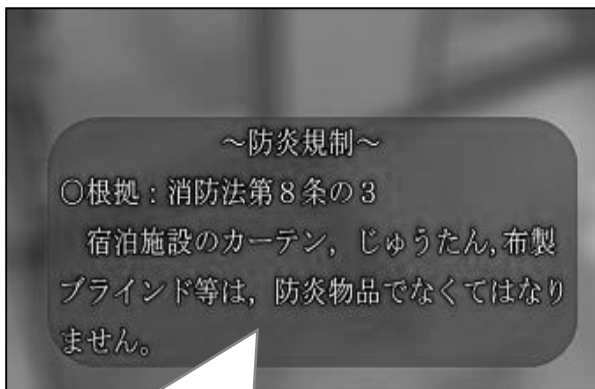 ～防炎規制～
○根拠：消防法第８条の３
　宿泊施設のカーテン，じゅうたん,布製
ブラインド等は，防炎物品でなくてはなり
ません。